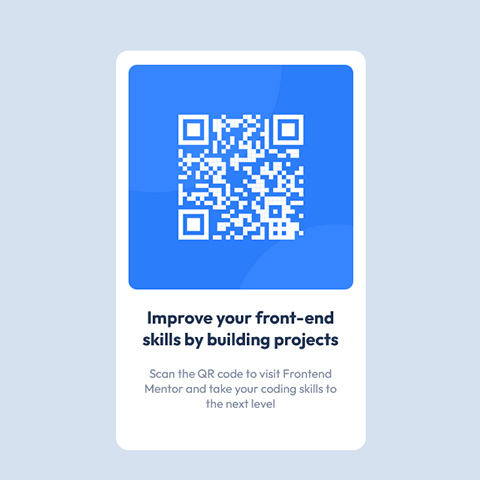 Improve your front-end
skills by building projects
Scan the QR code to visit Frontend
Mentor and take your coding skills to
the next level